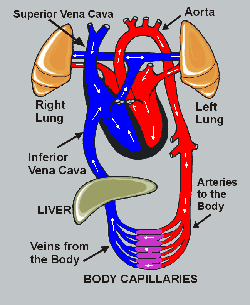 Superior Vena Cava
Aorta
Right
Lung
Left
Lung
Inferior
Vena Cava
LIVER
Arteries
to the
Body
Veins from
the Body
BODY CAPILLARIES